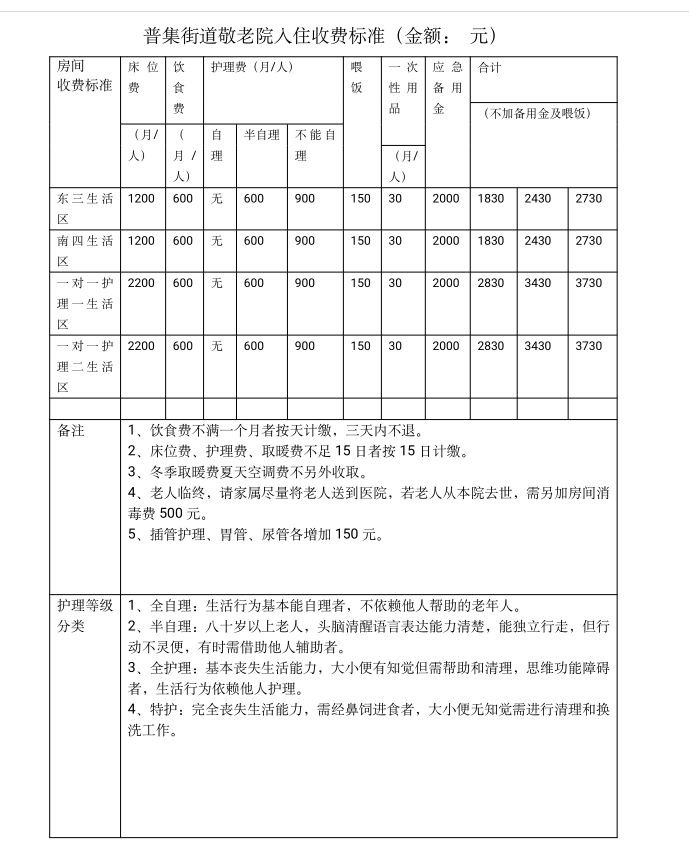 普集街道敬老院入住收费标准（金额： 元）
房间
收费标准
床位
费
饮
食
费
护理费（月/人）
喂
饭
一次
性用
品
应急
备用
金
合计
（不加备用金及喂饭）
（月/
人）
（
月/
人）
自
理
半自理
不能自
理
（月/
人）
东三生活
区
1200 600 无 600 900 150 30 2000 1830 2430 2730
南四生活
区
1200 600 无 600 900 150 30 2000 1830 2430 2730
一对一护
理一生活
区
2200 600 无 600 900 150 30 2000 2830 3430 3730
一对一护
理二生活
区
2200 600 无 600 900 150 30 2000 2830 3430 3730
备注
1、饮食费不满一个月者按天计缴，三天内不退。
2、床位费、护理费、取暖费不足 15 日者按 15 日计缴。
3、冬季取暖费夏天空调费不另外收取。
4、老人临终，请家属尽量将老人送到医院，若老人从本院去世，需另加房间消
毒费 500 元。
5、插管护理、胃管、尿管各增加 150 元。
护理等级
分类
1、全自理：生活行为基本能自理者，不依赖他人帮助的老年人。
2、半自理：八十岁以上老人，头脑清醒语言表达能力清楚，能独立行走，但行
动不灵便，有时需借助他人辅助者。
3、全护理：基本丧失生活能力，大小便有知觉但需帮助和清理，思维功能障碍
者，生活行为依赖他人护理。
4、特护：完全丧失生活能力，需经鼻饲进食者，大小便无知觉需进行清理和换
洗工作。